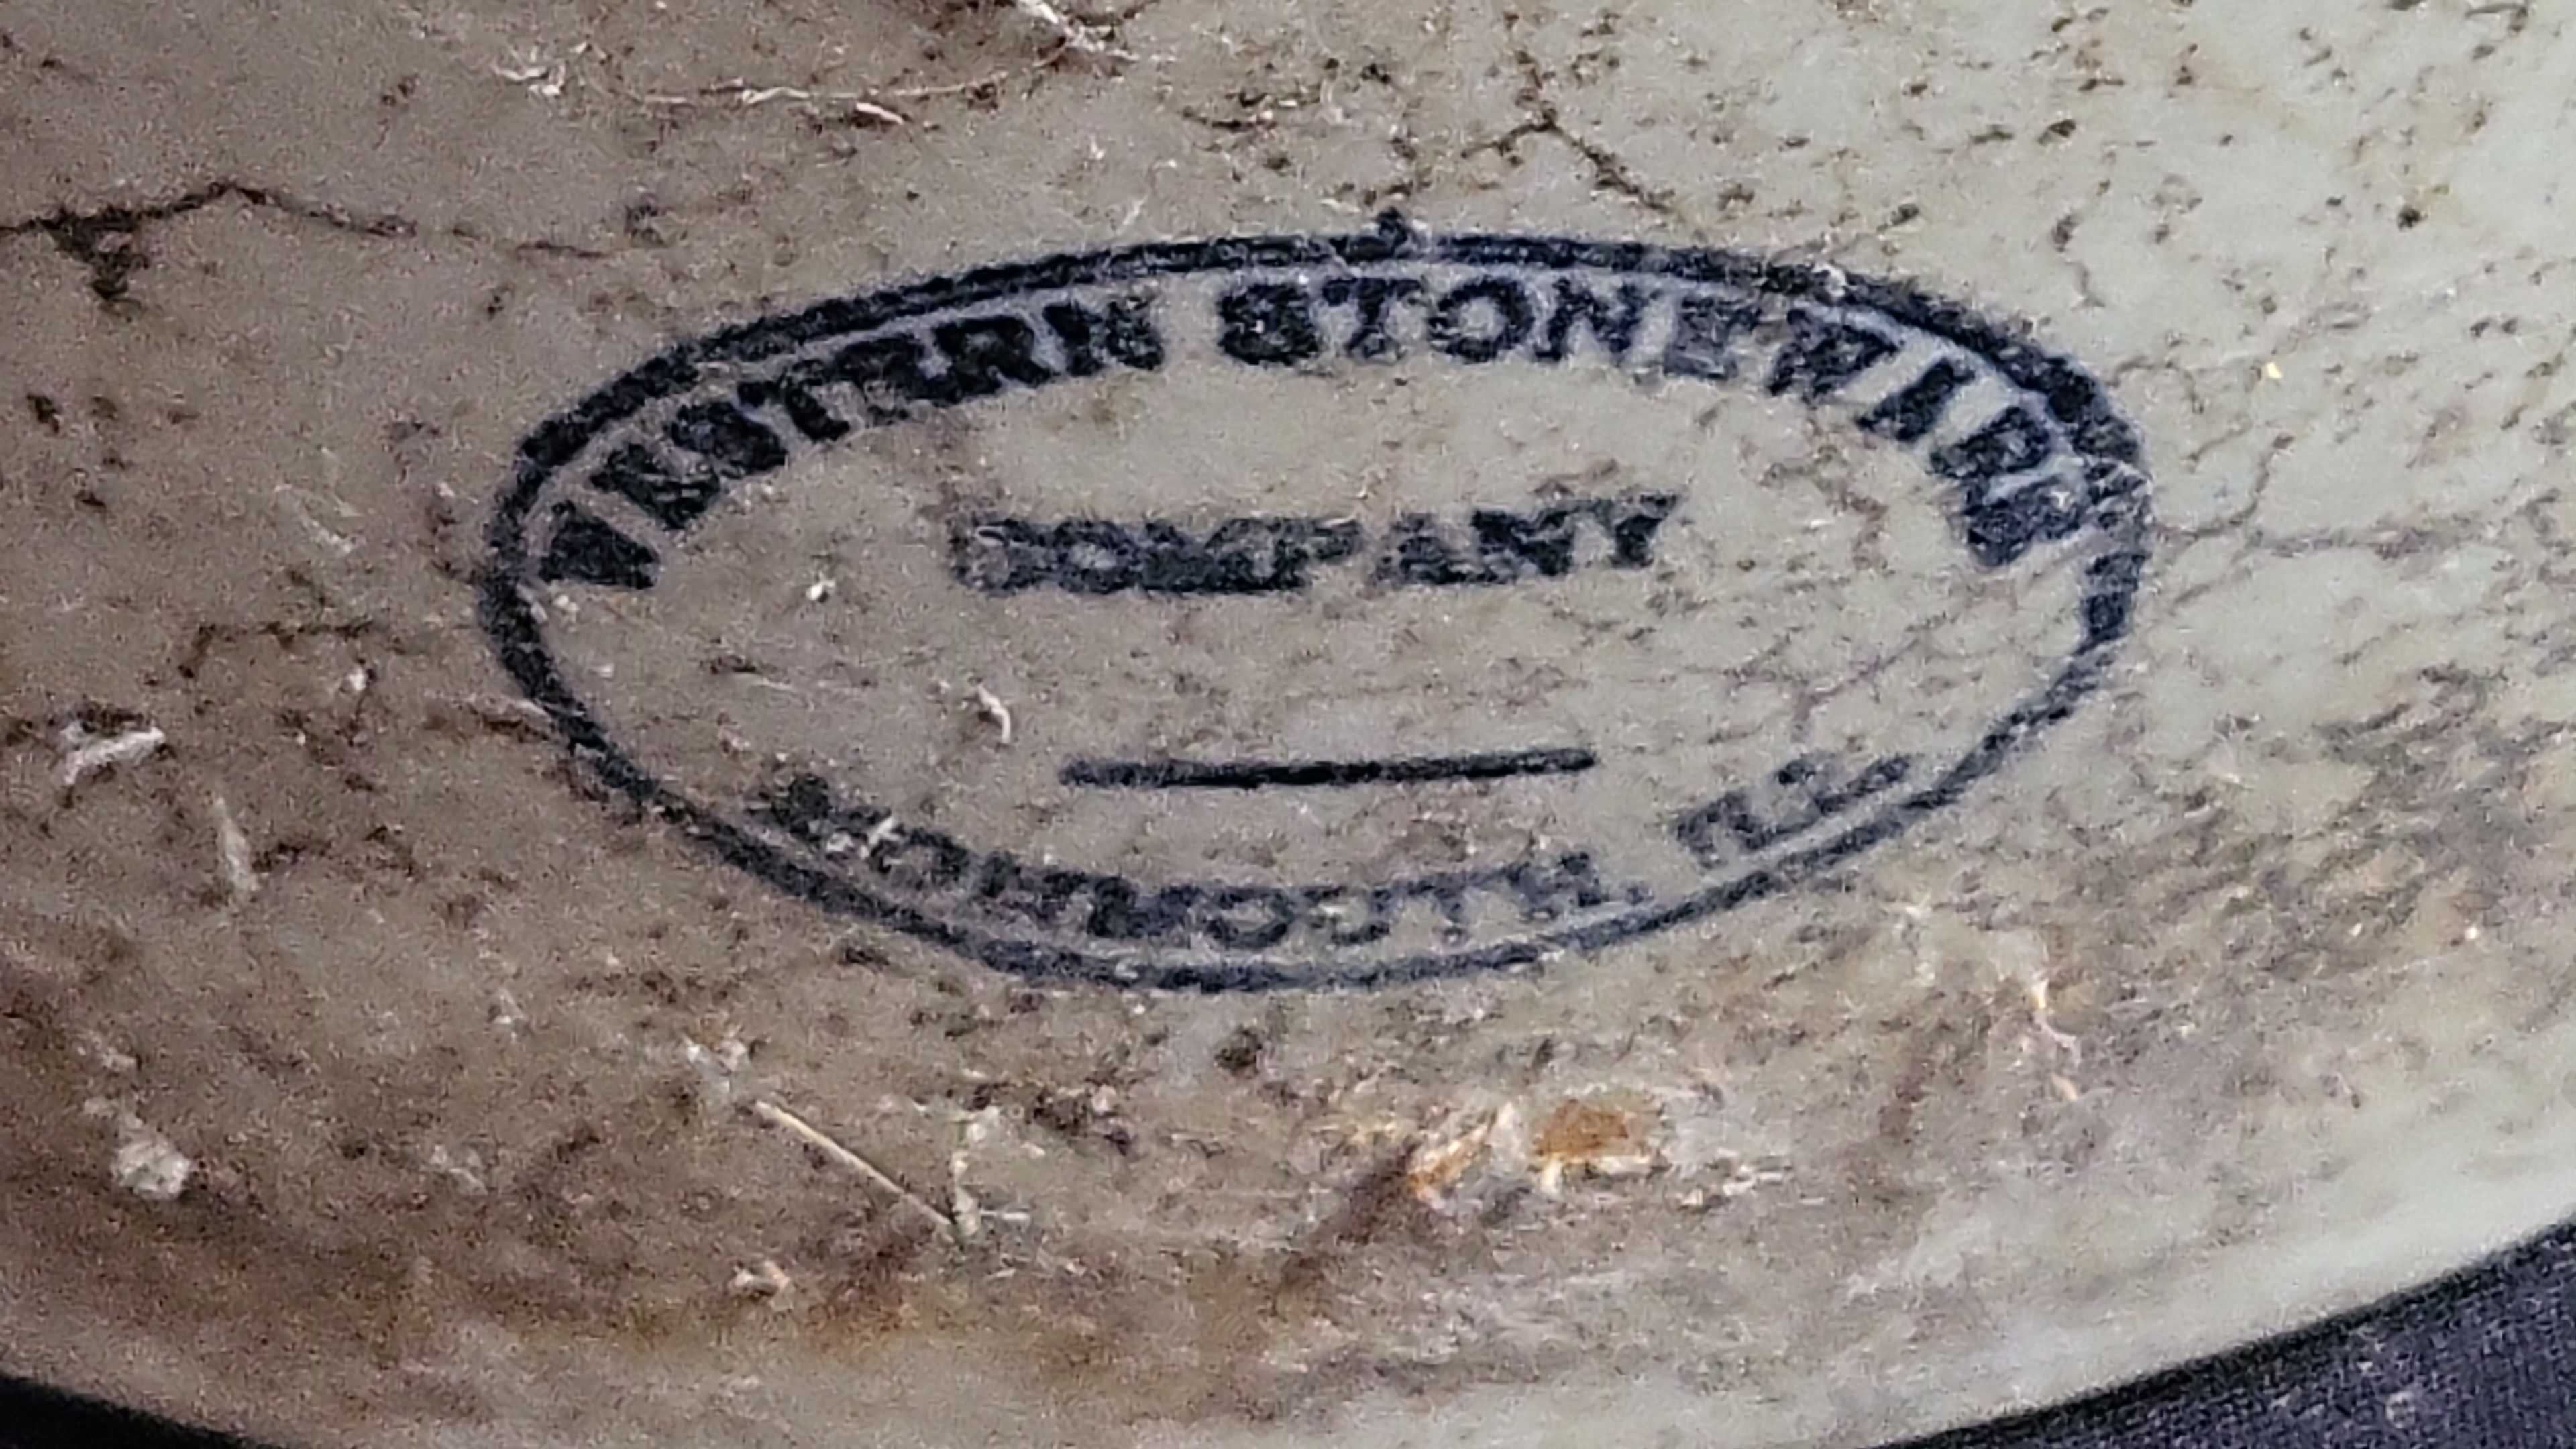 WESTERN STONEWARE
COMPANY
MONMOUTH, ILL.